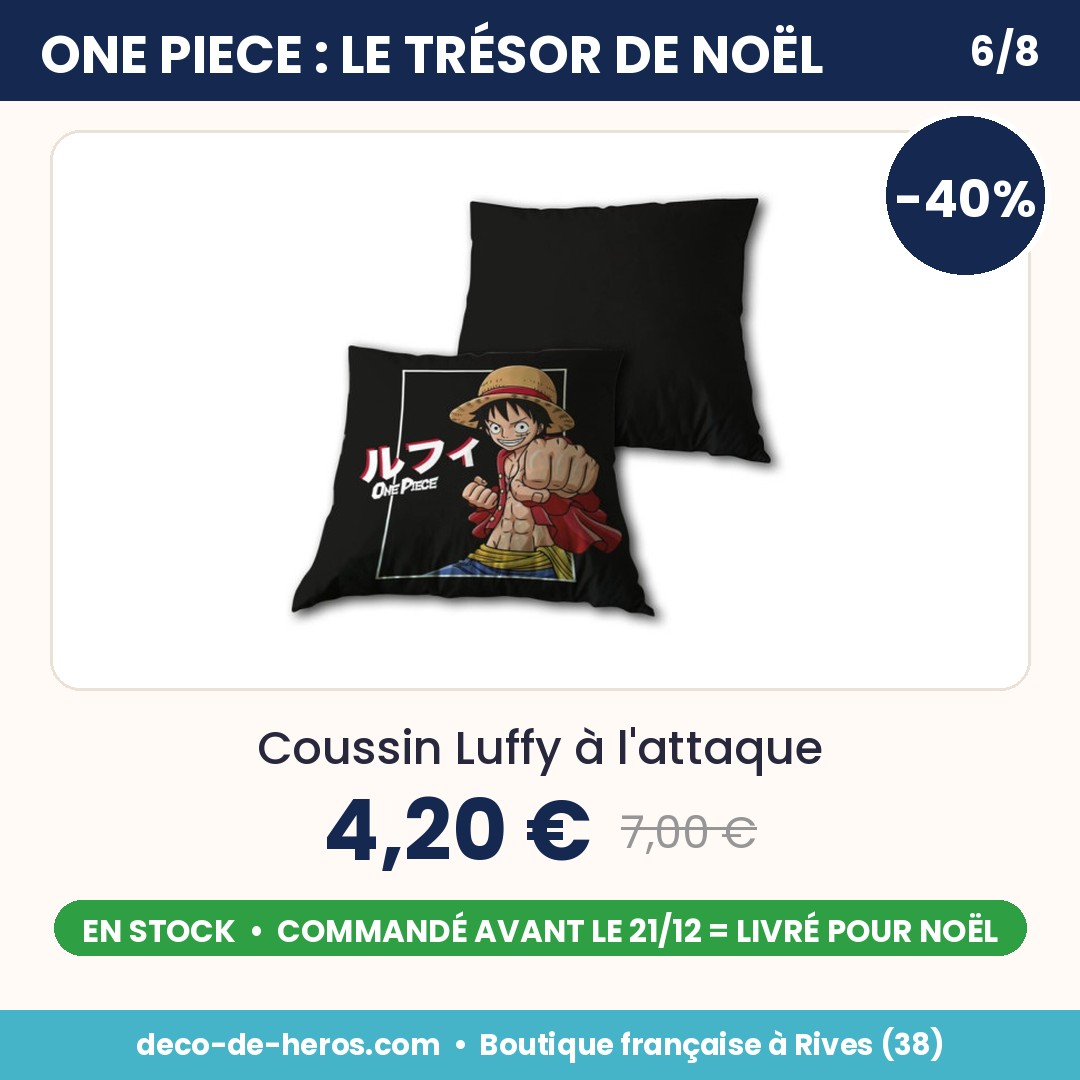 ONE PIECE : LE TRÉSOR DE NOËL
6/8
-40%
ルフィ
ONE PIECE
Coussin Luffy à l'attaque
4,20 € 7,00 €
EN STOCK • COMMANDÉ AVANT LE 21/12 = LIVRÉ POUR NOËL
deco-de-heros.com • Boutique française à Rives (38)